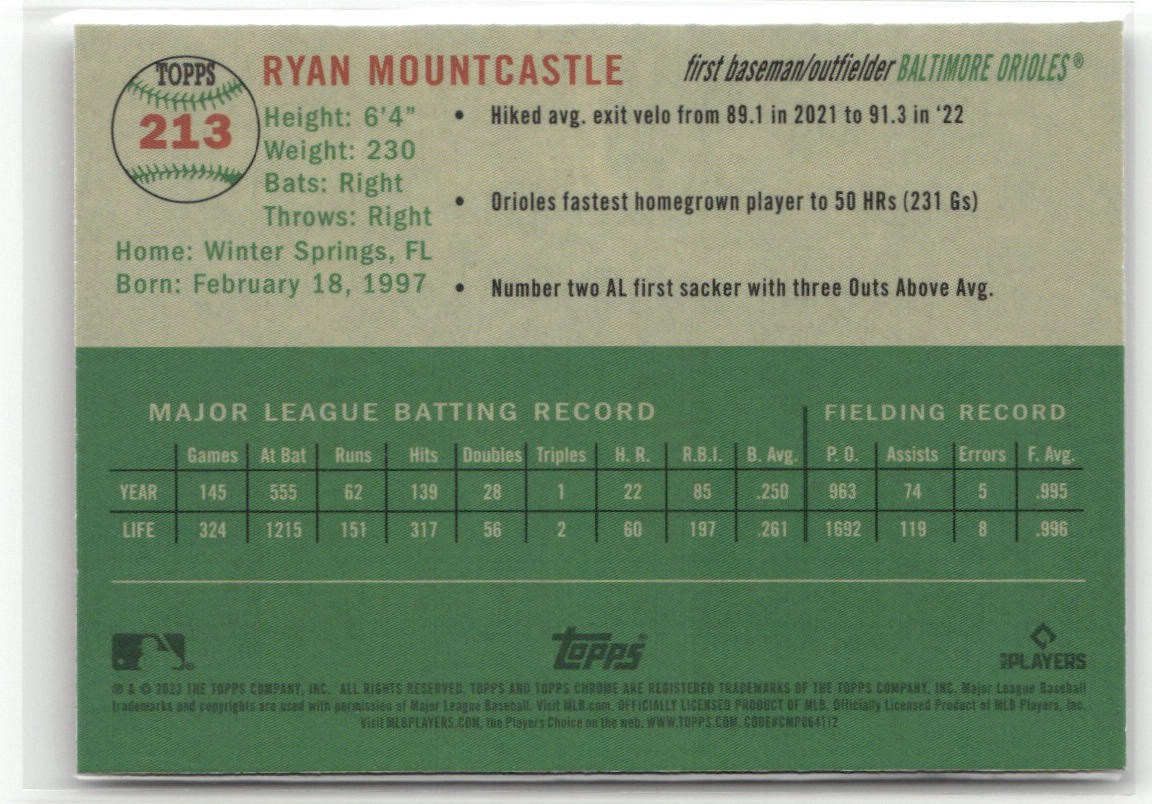 TOPPS
213
RYAN MOUNTCASTLE
first baseman/outfielder BALTIMORE ORIOLES®
Height: 6'4"
Weight: 230
Bats: Right
Throws: Right
Home: Winter Springs, FL
Born: February 18, 1997
• Hiked avg. exit velo from 89.1 in 2021 to 91.3 in ‘22
• Orioles fastest homegrown player to 50 HRs (231 Gs)
• Number two AL first sacker with three Outs Above Avg.
MAJOR LEAGUE BATTING RECORD FIELDING RECORD
Games At Bat Runs Hits Doubles Triples H. R. R.B.I. B. Avg. P. O. Assists Errors F. Avg.
YEAR 145 555 62 139 28 1 22 85 .250 963 74 5 .995
LIFE 324 1215 151 317 56 2 60 197 .261 1692 119 8 .996
Topps
MLB PLAYERS
® & © 2023 THE TOPPS COMPANY, INC. ALL RIGHTS RESERVED. TOPPS AND TOPPS CHROME ARE REGISTERED TRADEMARKS OF THE TOPPS COMPANY, INC. Major League Baseball
trademarks and copyrights are used with permission of Major League Baseball. Visit MLB.com. OFFICIALLY LICENSED PRODUCT OF MLB. Officially Licensed Product of MLB Players, Inc.
Visit MLBPLAYERS.COM, the Players Choice on the web. WWW.TOPPS.COM. CODE#CMP064112